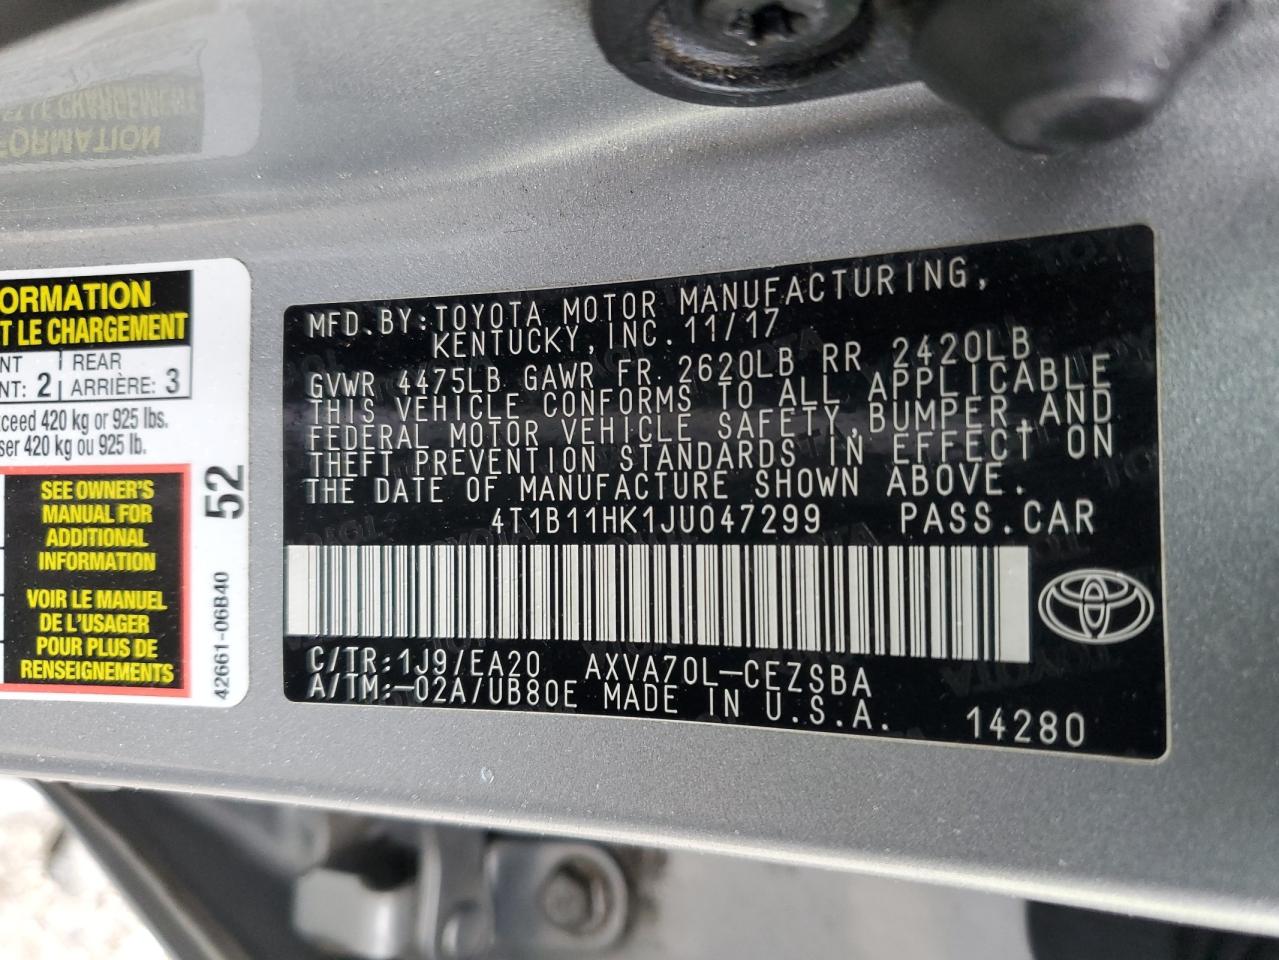 ORMATION
T LE CHARGEMENT
NT REAR
NT: 2 ARRIÈRE: 3
xceed 420 kg or 925 lbs.
ser 420 kg ou 925 lb.
SEE OWNER'S
MANUAL FOR
ADDITIONAL
INFORMATION
VOIR LE MANUEL
DE L'USAGER
POUR PLUS DE
RENSEIGNEMENTS
52
42661-06B40
MFD.BY:TOYOTA MOTOR MANUFACTURING,
KENTUCKY,INC.11/17
GVWR 4475LB GAWR FR 2620LB RR 2420LB
THIS VEHICLE CONFORMS TO ALL APPLICABLE
FEDERAL MOTOR VEHICLE SAFETY,BUMPER,AND
THEFT PREVENTION STANDARDS IN EFFECT ON
THE DATE OF MANUFACTURE SHOWN ABOVE.
4T1B11HK1JU047299 PASS.CAR
C/TR:1J9/EA20 AXVA70L-CEZSBA
A/TM:-02A/UB80E MADE IN U.S.A. 14280